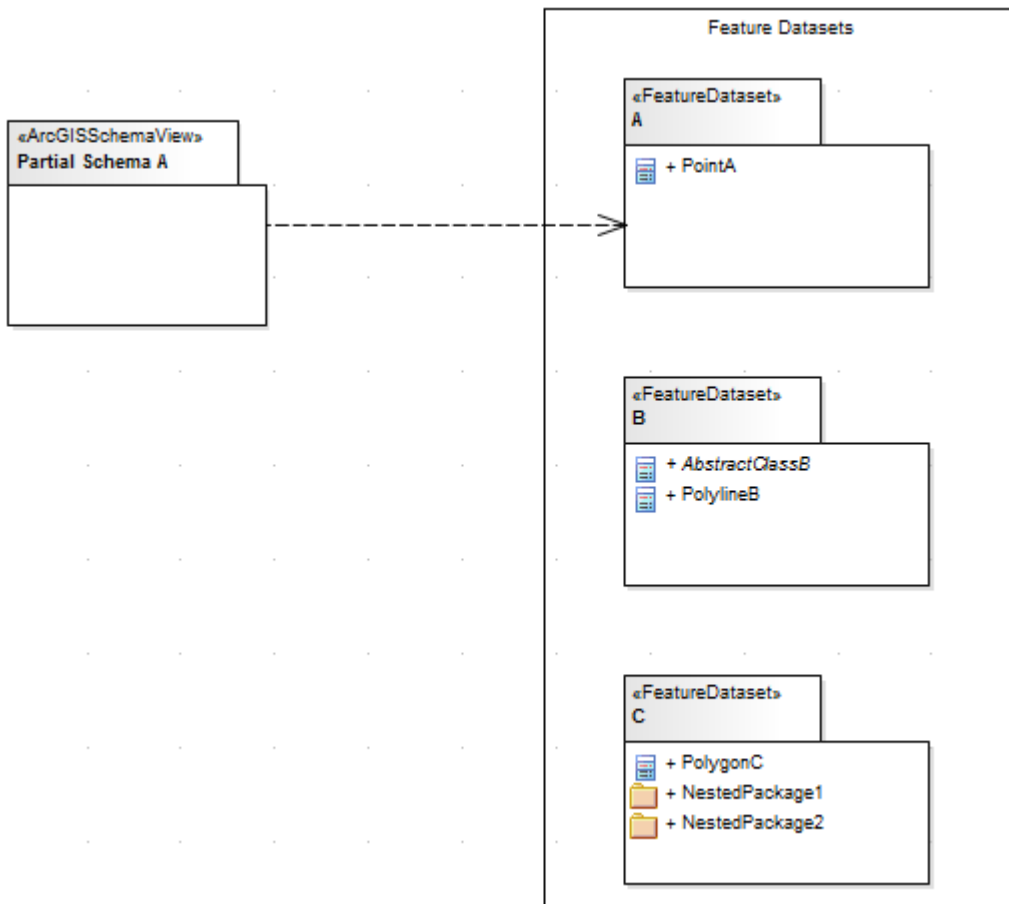 Feature Datasets
«ArcGISSchemaView»
Partial Schema A
«FeatureDataset»
A
+ PointA
«FeatureDataset»
B
+ AbstractClassB
+ PolylineB
«FeatureDataset»
C
+ PolygonC
+ NestedPackage1
+ NestedPackage2